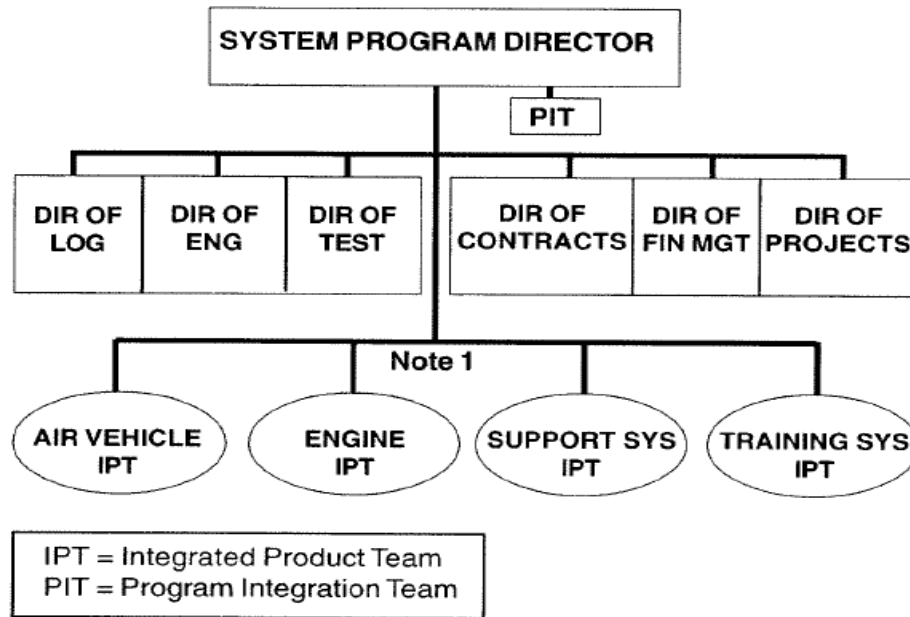 SYSTEM PROGRAM DIRECTOR
PIT
DIR OF
LOG
DIR OF
ENG
DIR OF
TEST
DIR OF
CONTRACTS
DIR OF
FIN MGT
DIR OF
PROJECTS
Note 1
AIR VEHICLE
IPT
ENGINE
IPT
SUPPORT SYS
IPT
TRAINING SYS
IPT
IPT = Integrated Product Team
PIT = Program Integration Team